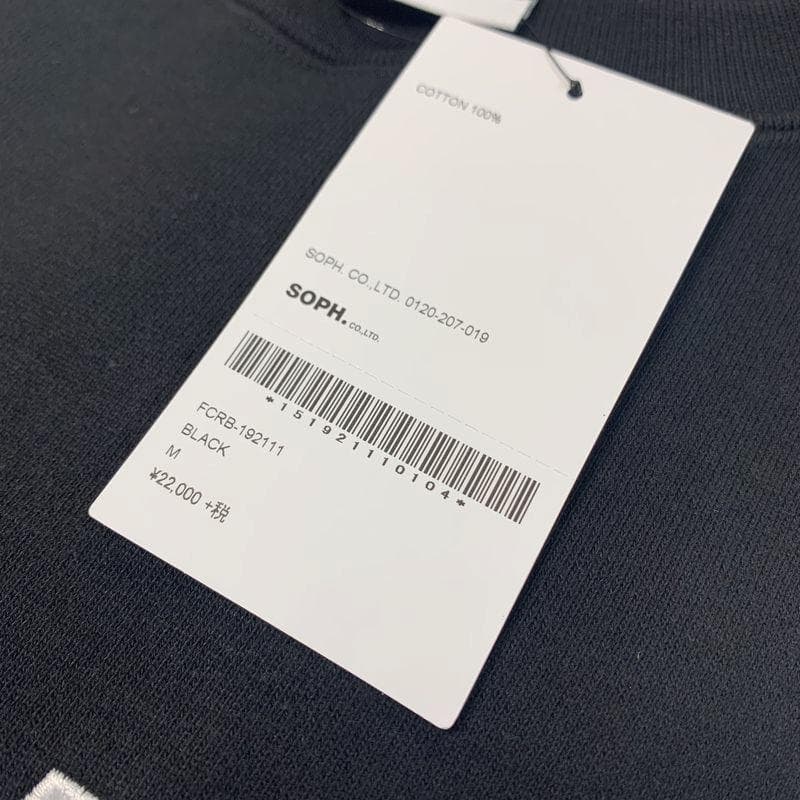 COTTON 100%
SOPH. CO.,LTD. 0120-207-019
SOPH. CO.,LTD.
*151921110104*
FCRB-192111
BLACK
M
¥22,000 +税